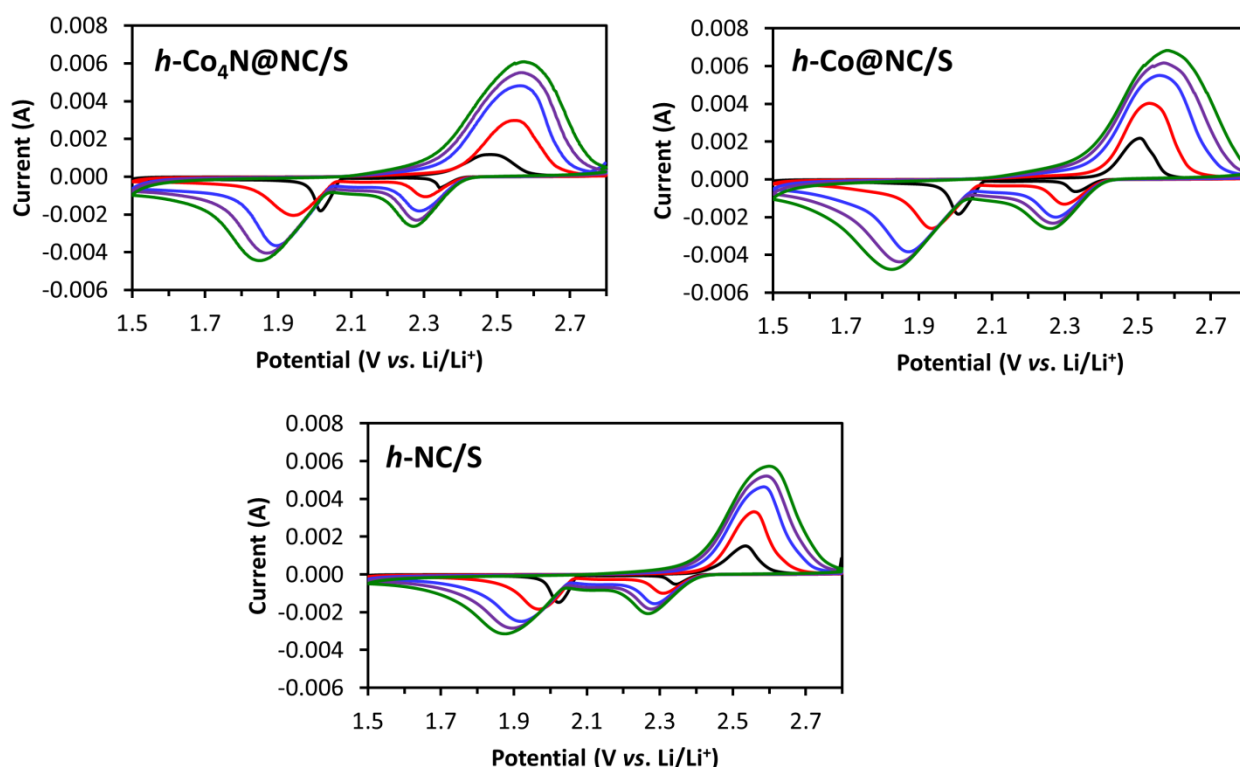 h-Co₄N@NC/S
Current (A)
0.008
0.006
0.004
0.002
0.000
-0.002
-0.004
-0.006
1.5 1.7 1.9 2.1 2.3 2.5 2.7
Potential (V vs. Li/Li⁺)
h-Co@NC/S
Current (A)
0.008
0.006
0.004
0.002
0.000
-0.002
-0.004
-0.006
1.5 1.7 1.9 2.1 2.3 2.5 2.7
Potential (V vs. Li/Li⁺)
h-NC/S
Current (A)
0.008
0.006
0.004
0.002
0.000
-0.002
-0.004
-0.006
1.5 1.7 1.9 2.1 2.3 2.5 2.7
Potential (V vs. Li/Li⁺)